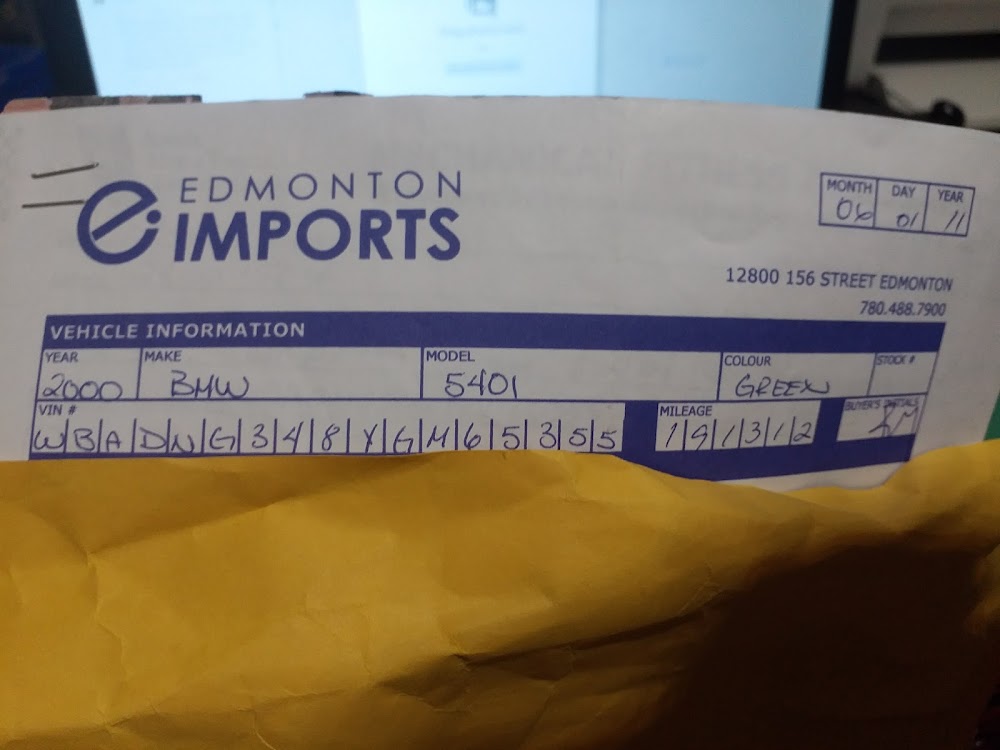 EDMONTON
IMPORTS
MONTH DAY YEAR
06 01 11
12800 156 STREET EDMONTON
780.488.7900
VEHICLE INFORMATION
YEAR MAKE MODEL COLOUR STOCK #
2000 BMW 540I GREEN
VIN # MILEAGE BUYER'S INITIALS
WBADNG348YGM65355 191312